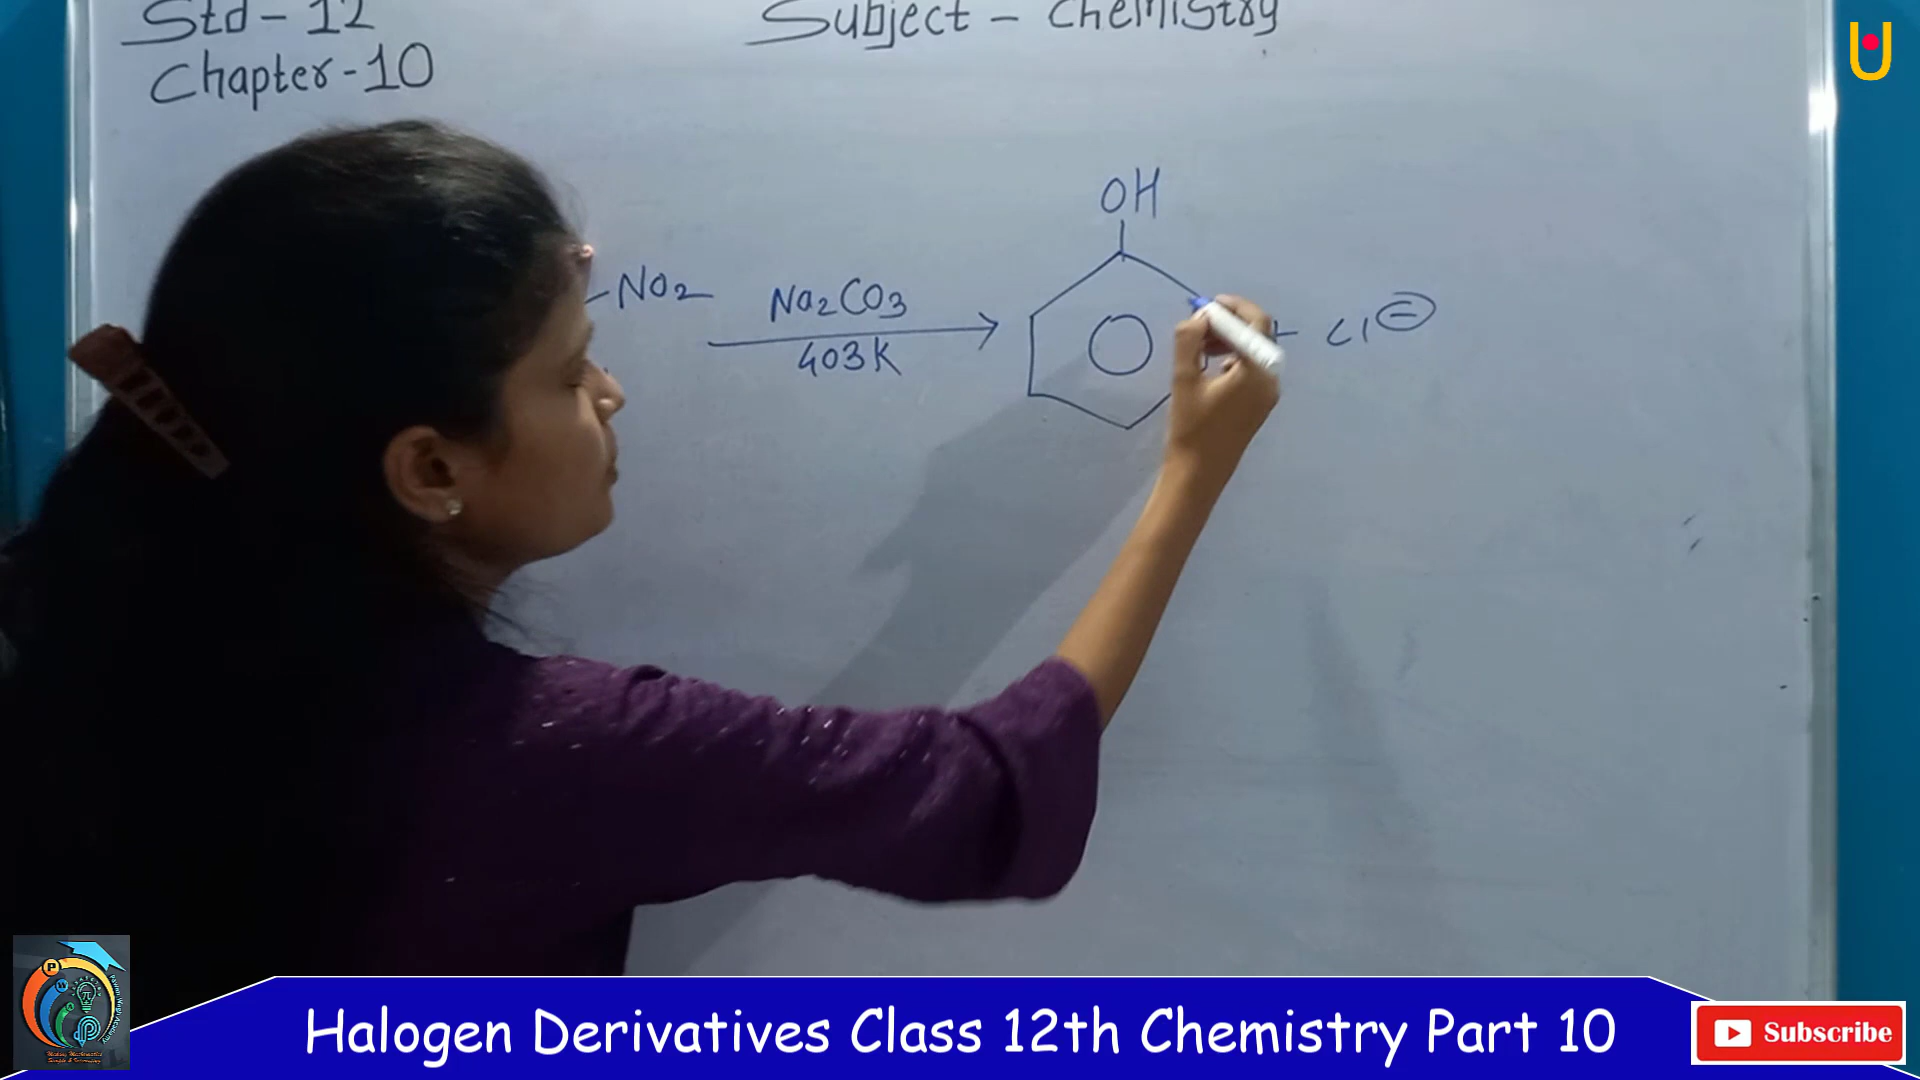 Std - 12
Subject - Chemistry
Chapter - 10
OH
-NO2
Na2CO3
403K
+ Cl⊖
U
P
π
Halogen Derivatives Class 12th Chemistry Part 10
Subscribe